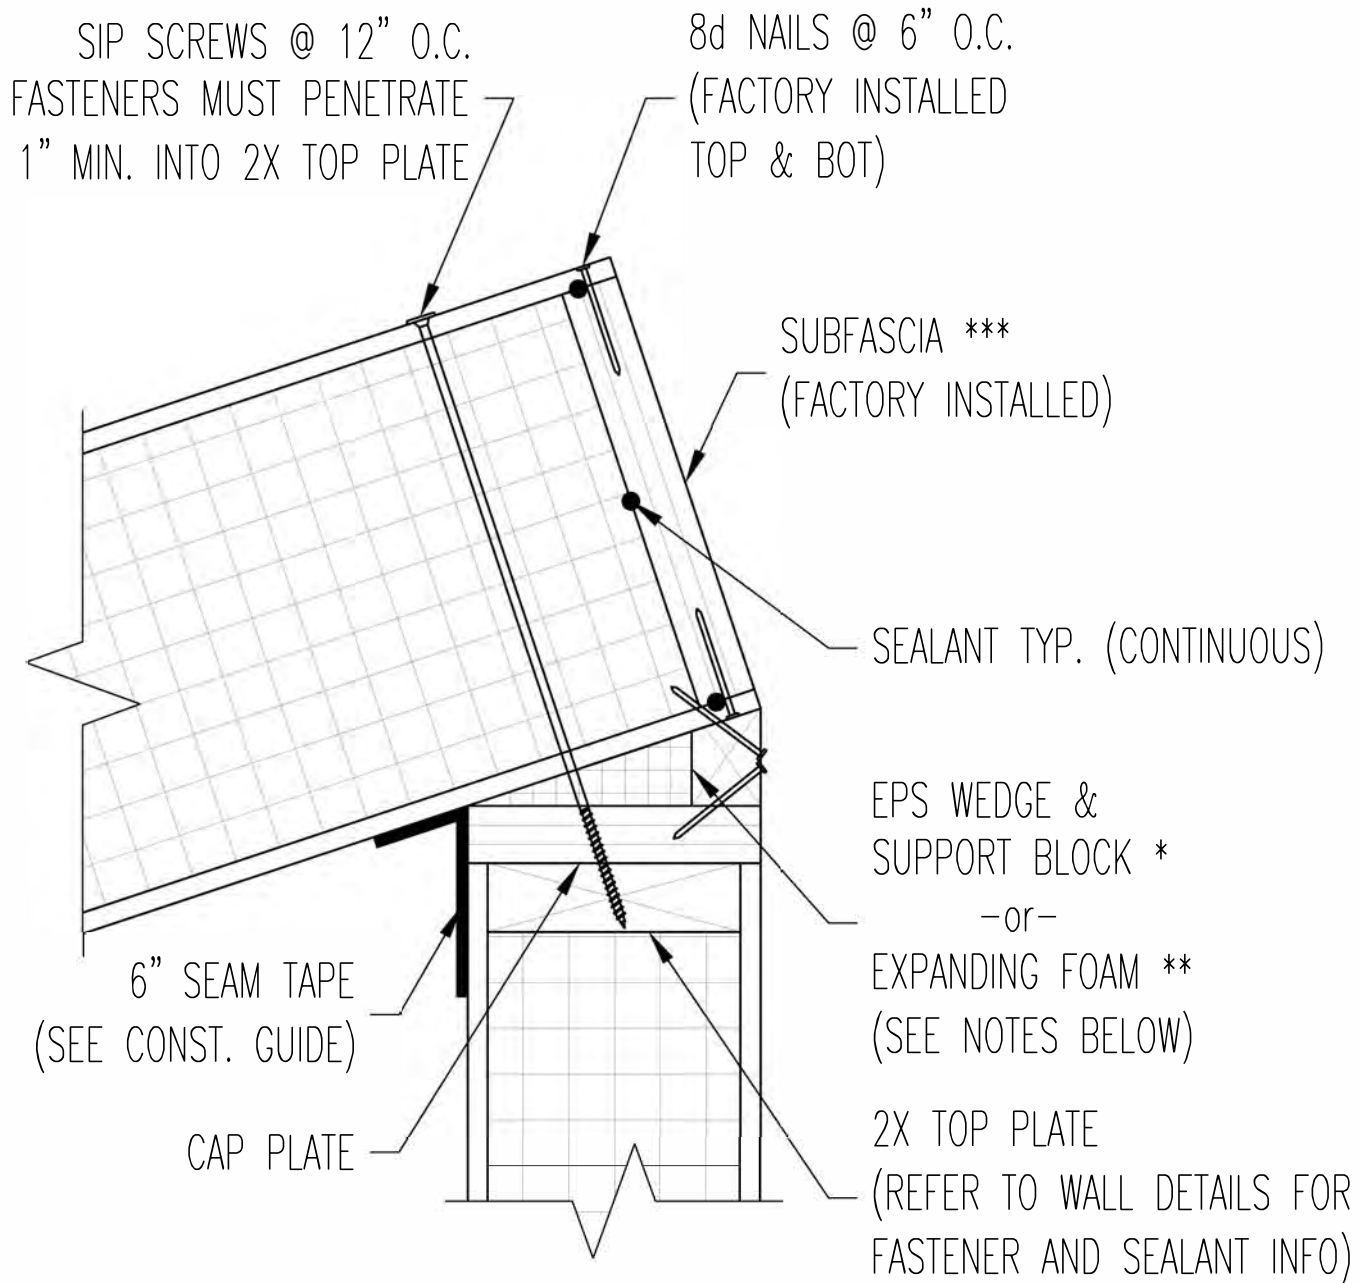 SIP SCREWS @ 12" O.C.
FASTENERS MUST PENETRATE
1" MIN. INTO 2X TOP PLATE
8d NAILS @ 6" O.C.
(FACTORY INSTALLED
TOP & BOT)
SUBFASCIA ***
(FACTORY INSTALLED)
SEALANT TYP. (CONTINUOUS)
EPS WEDGE &
SUPPORT BLOCK *
-or-
EXPANDING FOAM **
(SEE NOTES BELOW)
6" SEAM TAPE
(SEE CONST. GUIDE)
CAP PLATE
2X TOP PLATE
(REFER TO WALL DETAILS FOR
FASTENER AND SEALANT INFO)